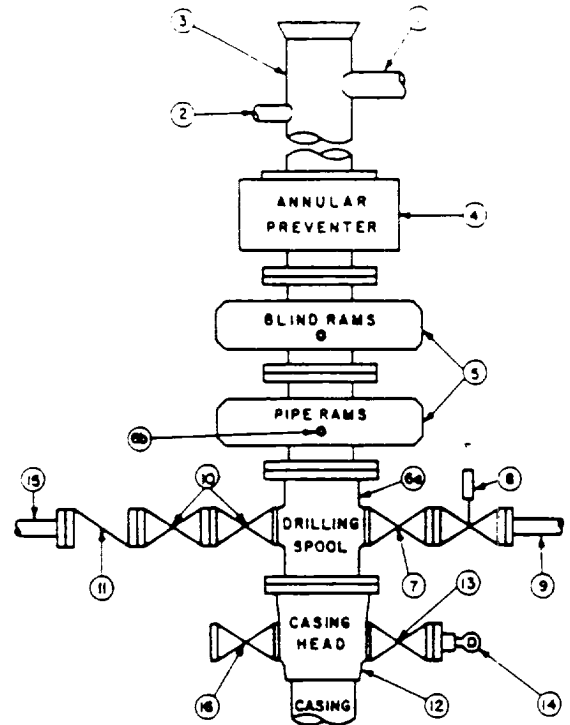 3
1
2
ANNULAR
PREVENTER
4
BLIND RAMS
5
PIPE RAMS
6b
6a
8
15
10
DRILLING
SPOOL
11
7
9
13
CASING
HEAD
16
12
14
CASING